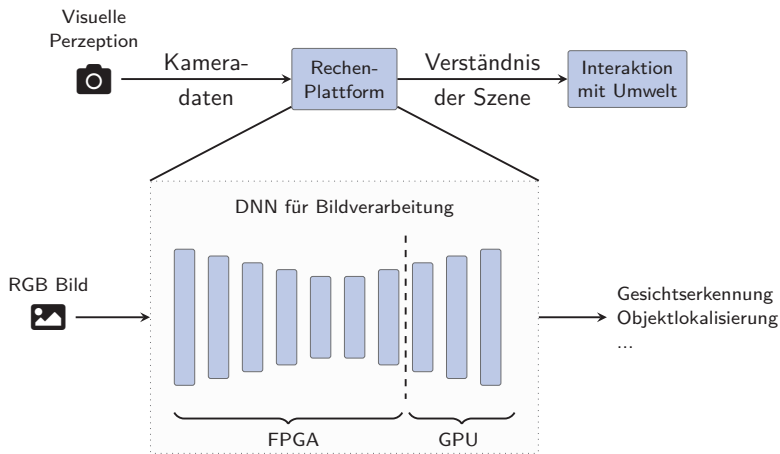 Visuelle
Perzeption
Kamera-
daten
Rechen-
Plattform
Verständnis
der Szene
Interaktion
mit Umwelt
DNN für Bildverarbeitung
RGB Bild
Gesichtserkennung
Objektlokalisierung
...
FPGA
GPU